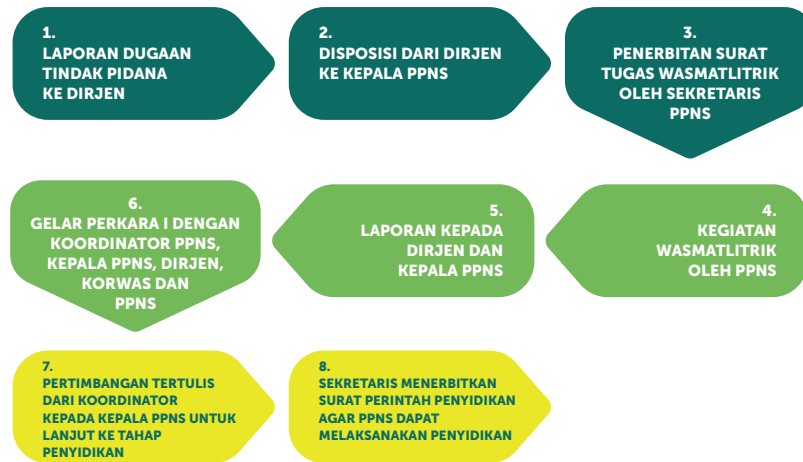 1.
LAPORAN DUGAAN
TINDAK PIDANA
KE DIRJEN
2.
DISPOSISI DARI DIRJEN
KE KEPALA PPNS
3.
PENERBITAN SURAT
TUGAS WASMATLITRIK
OLEH SEKRETARIS
PPNS
4.
KEGIATAN
WASMATLITRIK
OLEH PPNS
5.
LAPORAN KEPADA
DIRJEN DAN
KEPALA PPNS
6.
GELAR PERKARA I DENGAN
KOORDINATOR PPNS,
KEPALA PPNS, DIRJEN,
KORWAS DAN
PPNS
7.
PERTIMBANGAN TERTULIS
DARI KOORDINATOR
KEPADA KEPALA PPNS UNTUK
LANJUT KE TAHAP
PENYIDIKAN
8.
SEKRETARIS MENERBITKAN
SURAT PERINTAH PENYIDIKAN
AGAR PPNS DAPAT
MELAKSANAKAN PENYIDIKAN